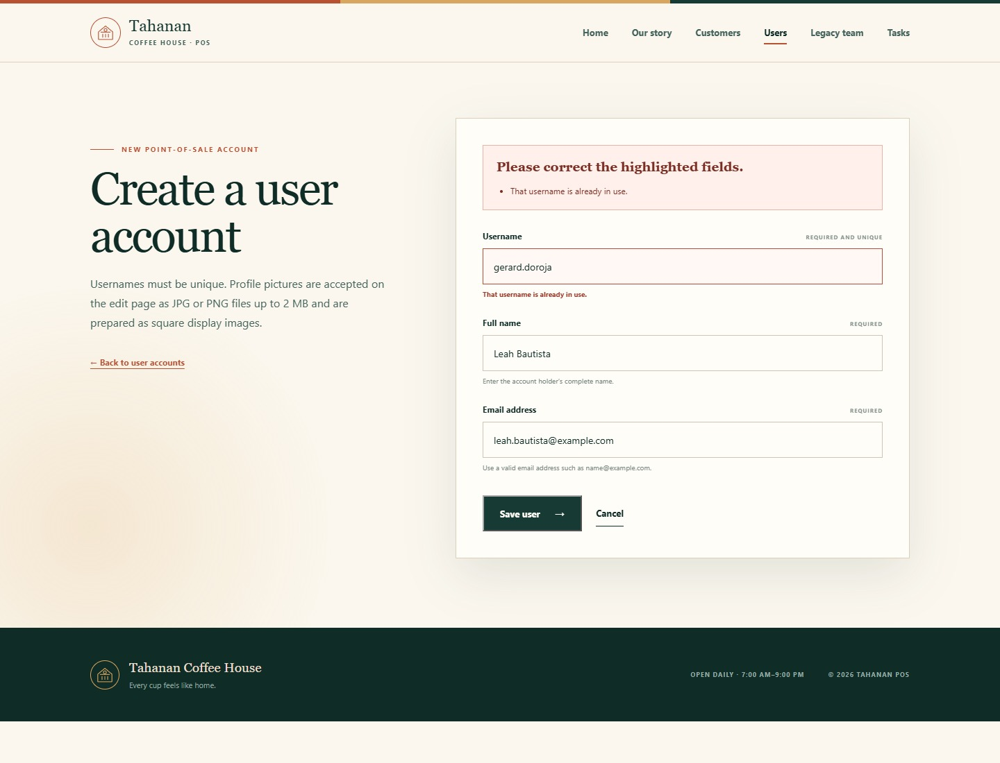 Tahanan
COFFEE HOUSE · POS
Home
Our story
Customers
Users
Legacy team
Tasks
NEW POINT-OF-SALE ACCOUNT
Create a user
account
Usernames must be unique. Profile pictures are accepted on
the edit page as JPG or PNG files up to 2 MB and are
prepared as square display images.
← Back to user accounts
Please correct the highlighted fields.
• That username is already in use.
Username
REQUIRED AND UNIQUE
gerard.doroja
That username is already in use.
Full name
REQUIRED
Leah Bautista
Enter the account holder's complete name.
Email address
REQUIRED
leah.bautista@example.com
Use a valid email address such as name@example.com.
Save user →
Cancel
Tahanan Coffee House
Every cup feels like home.
OPEN DAILY · 7:00 AM–9:00 PM
© 2026 TAHANAN POS